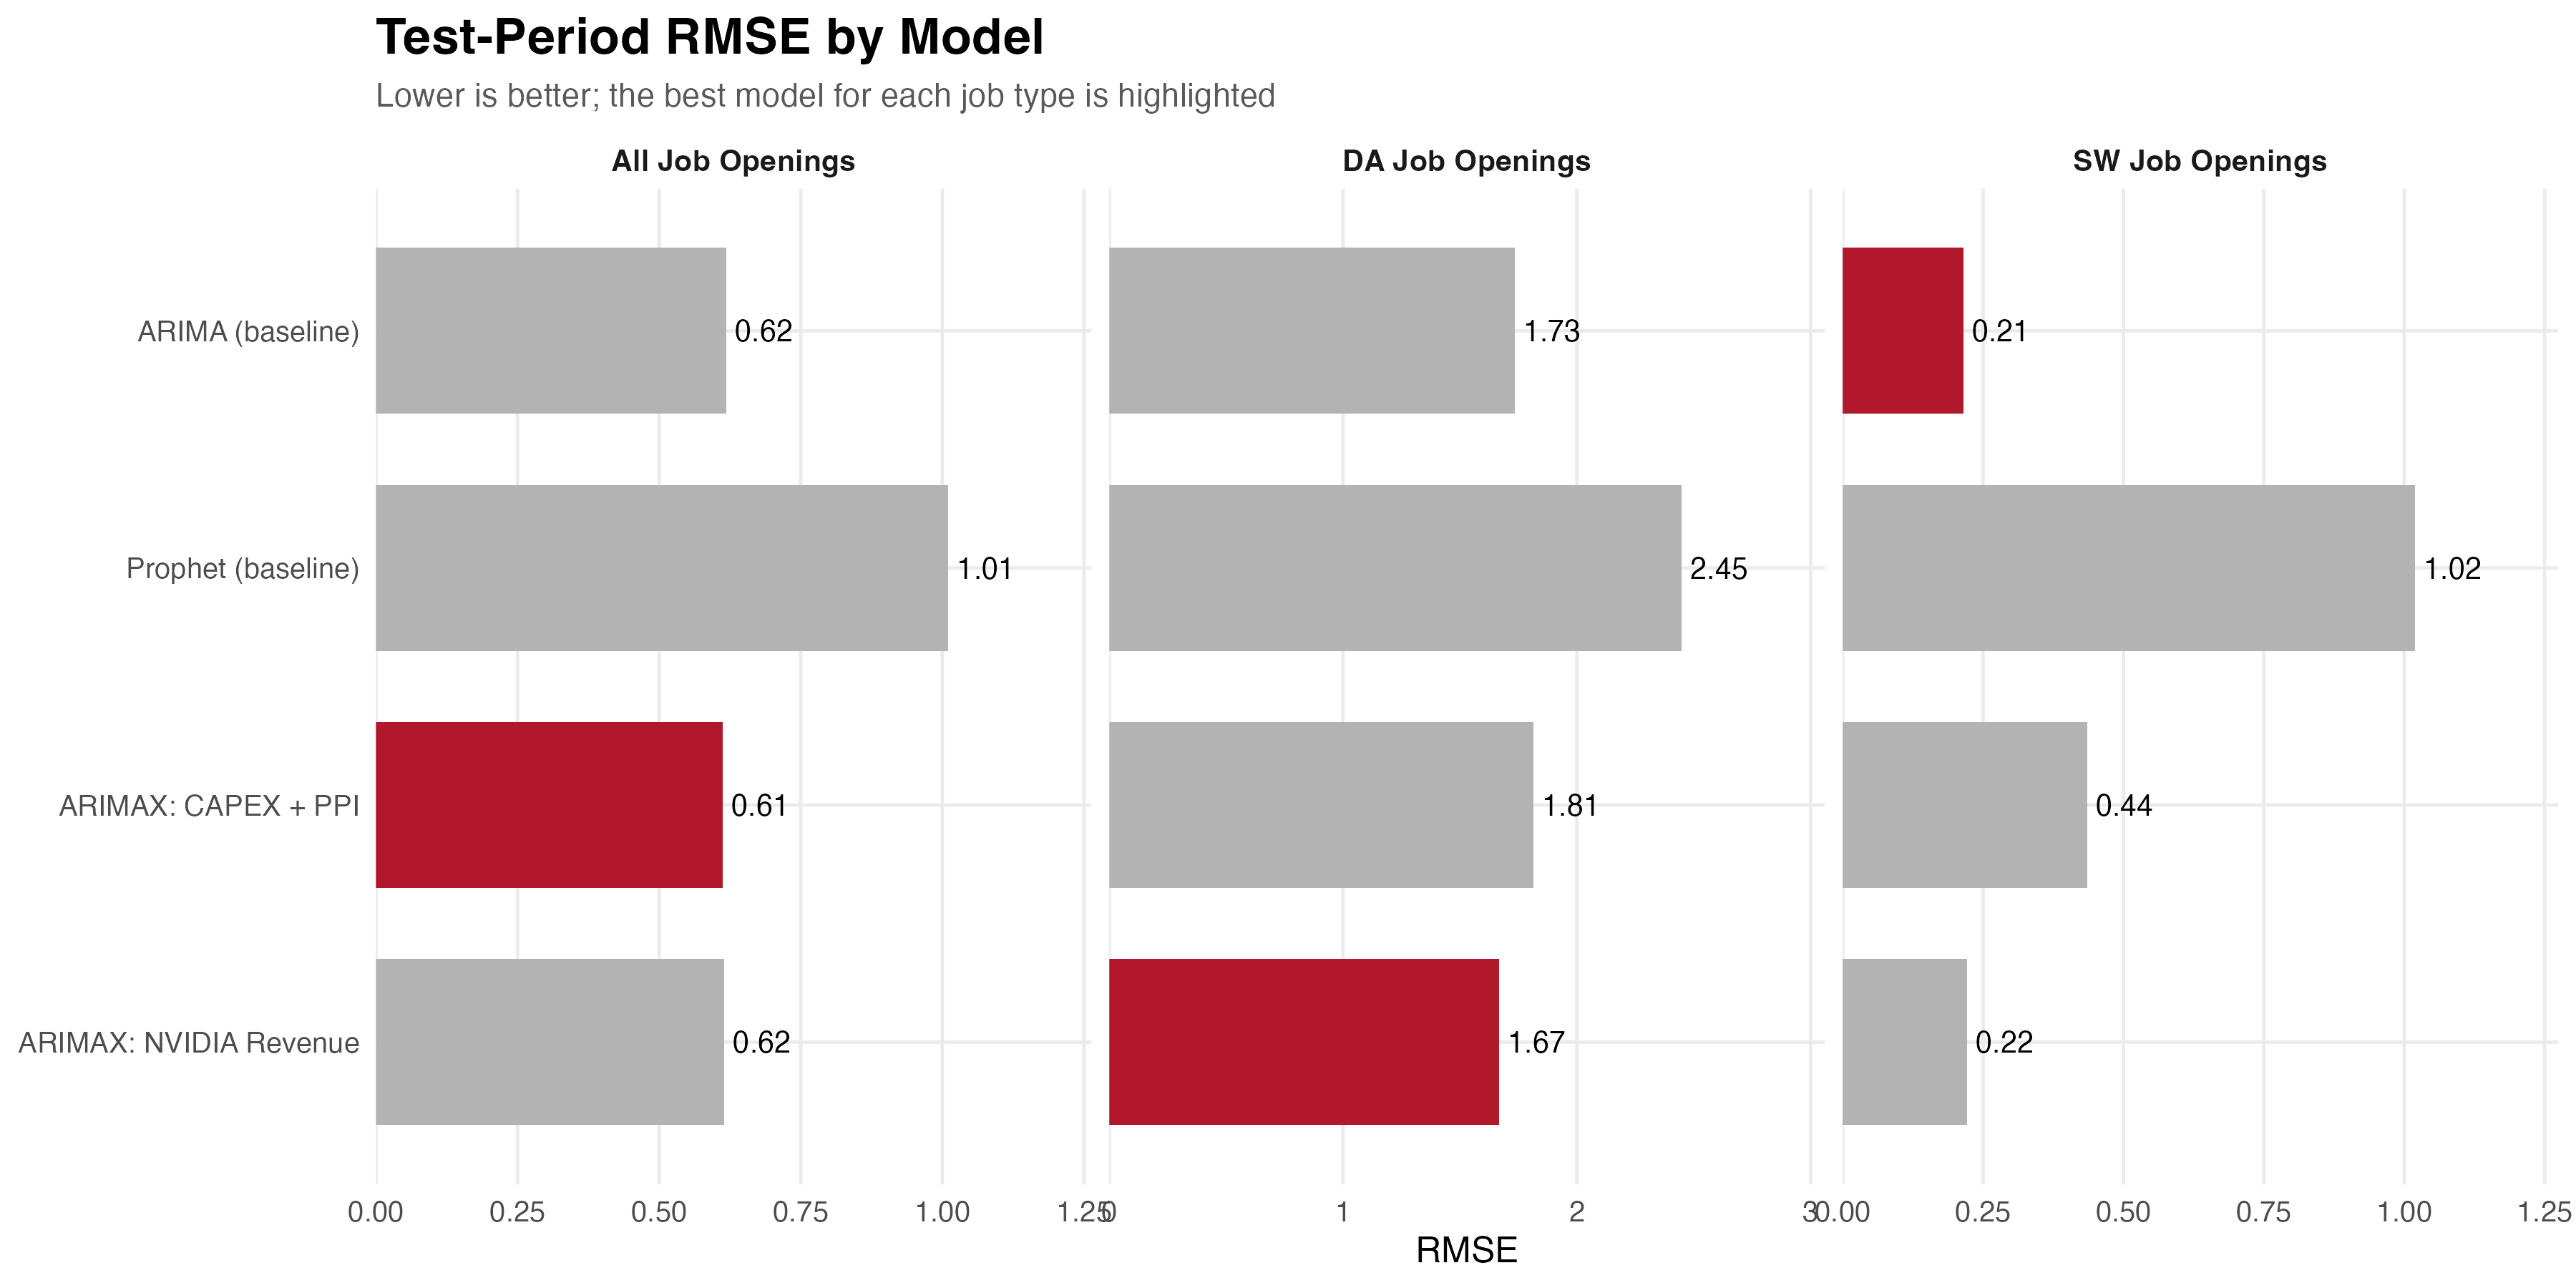 Test-Period RMSE by Model
Lower is better; the best model for each job type is highlighted
All Job Openings
DA Job Openings
SW Job Openings
ARIMA (baseline)
0.62
1.73
0.21
Prophet (baseline)
1.01
2.45
1.02
ARIMAX: CAPEX + PPI
0.61
1.81
0.44
ARIMAX: NVIDIA Revenue
0.62
1.67
0.22
0.00 0.25 0.50 0.75 1.00 1.25
0 1 2 3
0.00 0.25 0.50 0.75 1.00 1.25
RMSE